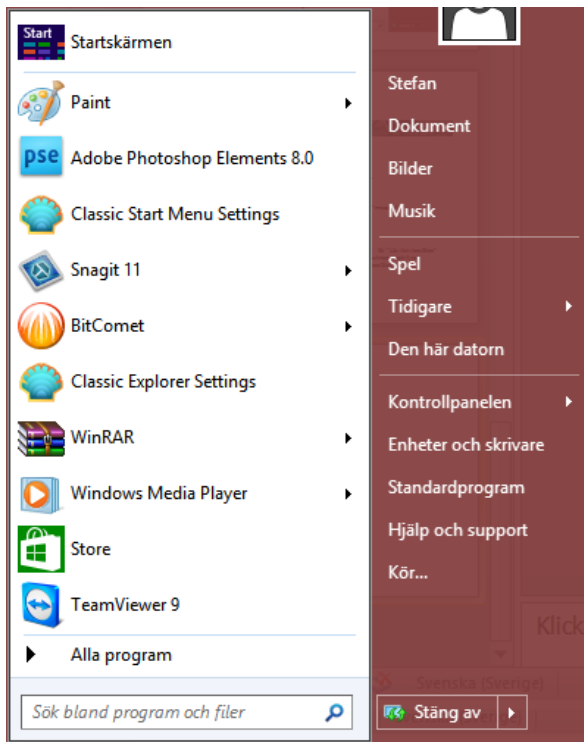 Start
Startskärmen
Paint
pse
Adobe Photoshop Elements 8.0
Classic Start Menu Settings
Snagit 11
BitComet
Classic Explorer Settings
WinRAR
Windows Media Player
Store
TeamViewer 9
Alla program
Sök bland program och filer
Stefan
Dokument
Bilder
Musik
Spel
Tidigare
Den här datorn
Kontrollpanelen
Enheter och skrivare
Standardprogram
Hjälp och support
Kör...
Klick
Svenska (Sverige)
Stäng av